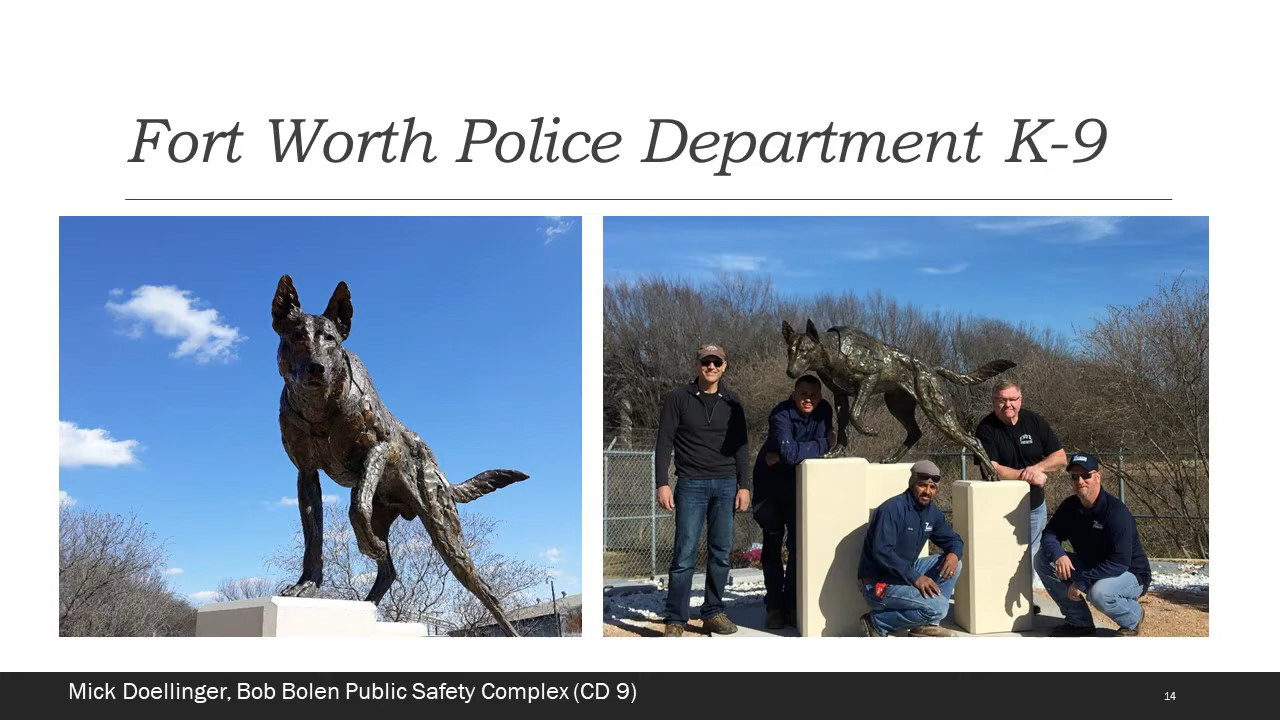 Fort Worth Police Department K-9
Mick Doellinger, Bob Bolen Public Safety Complex (CD 9)
14